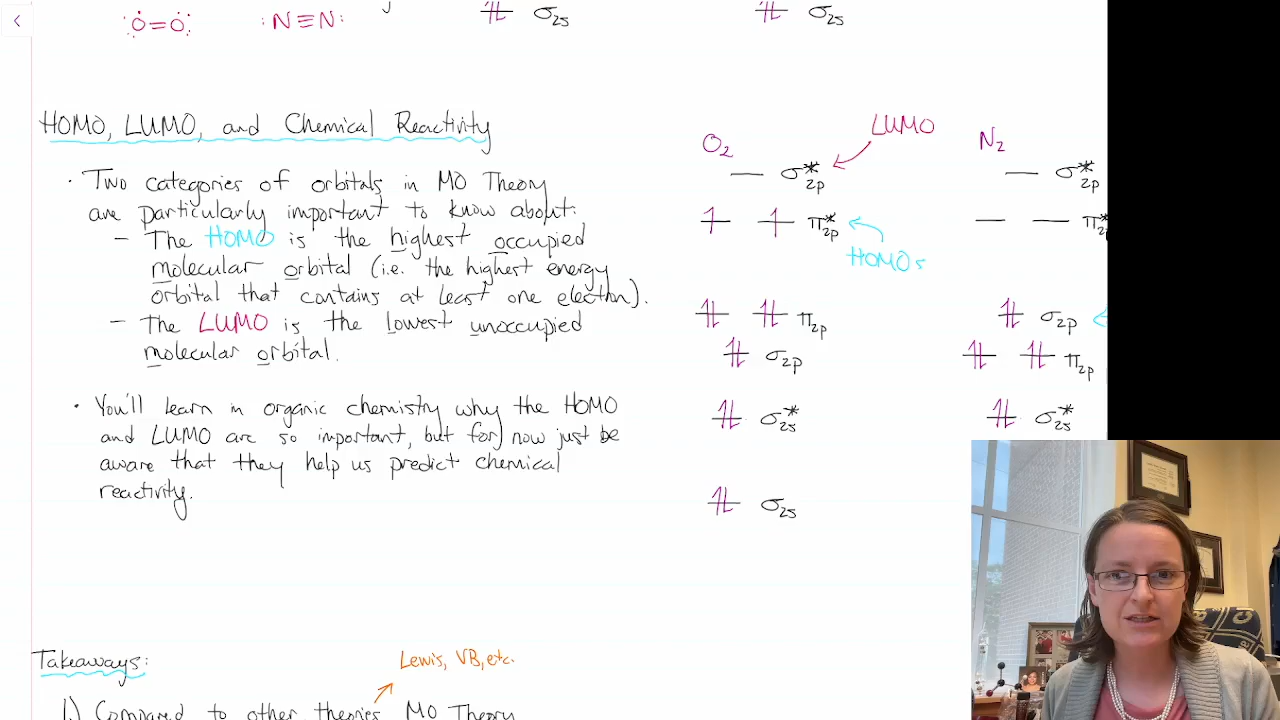 :Ö=Ö: :N≡N: σ2s σ2s
HOMO, LUMO, and Chemical Reactivity
· Two categories of orbitals in MO Theory
are particularly important to know about:
– The HOMO is the highest occupied
molecular orbital (i.e. the highest energy
orbital that contains at least one electron).
– The LUMO is the lowest unoccupied
molecular orbital.
· You'll learn in organic chemistry why the HOMO
and LUMO are so important, but for now just be
aware that they help us predict chemical
reactivity.
O2
LUMO
σ*2p
π*2p
HOMOs
π2p
σ2p
σ*2s
σ2s
N2
σ*2p
π*2p
σ2p
π2p
σ*2s
Takeaways:
Lewis, VB, etc.
1) Compared to other theories MO Theory